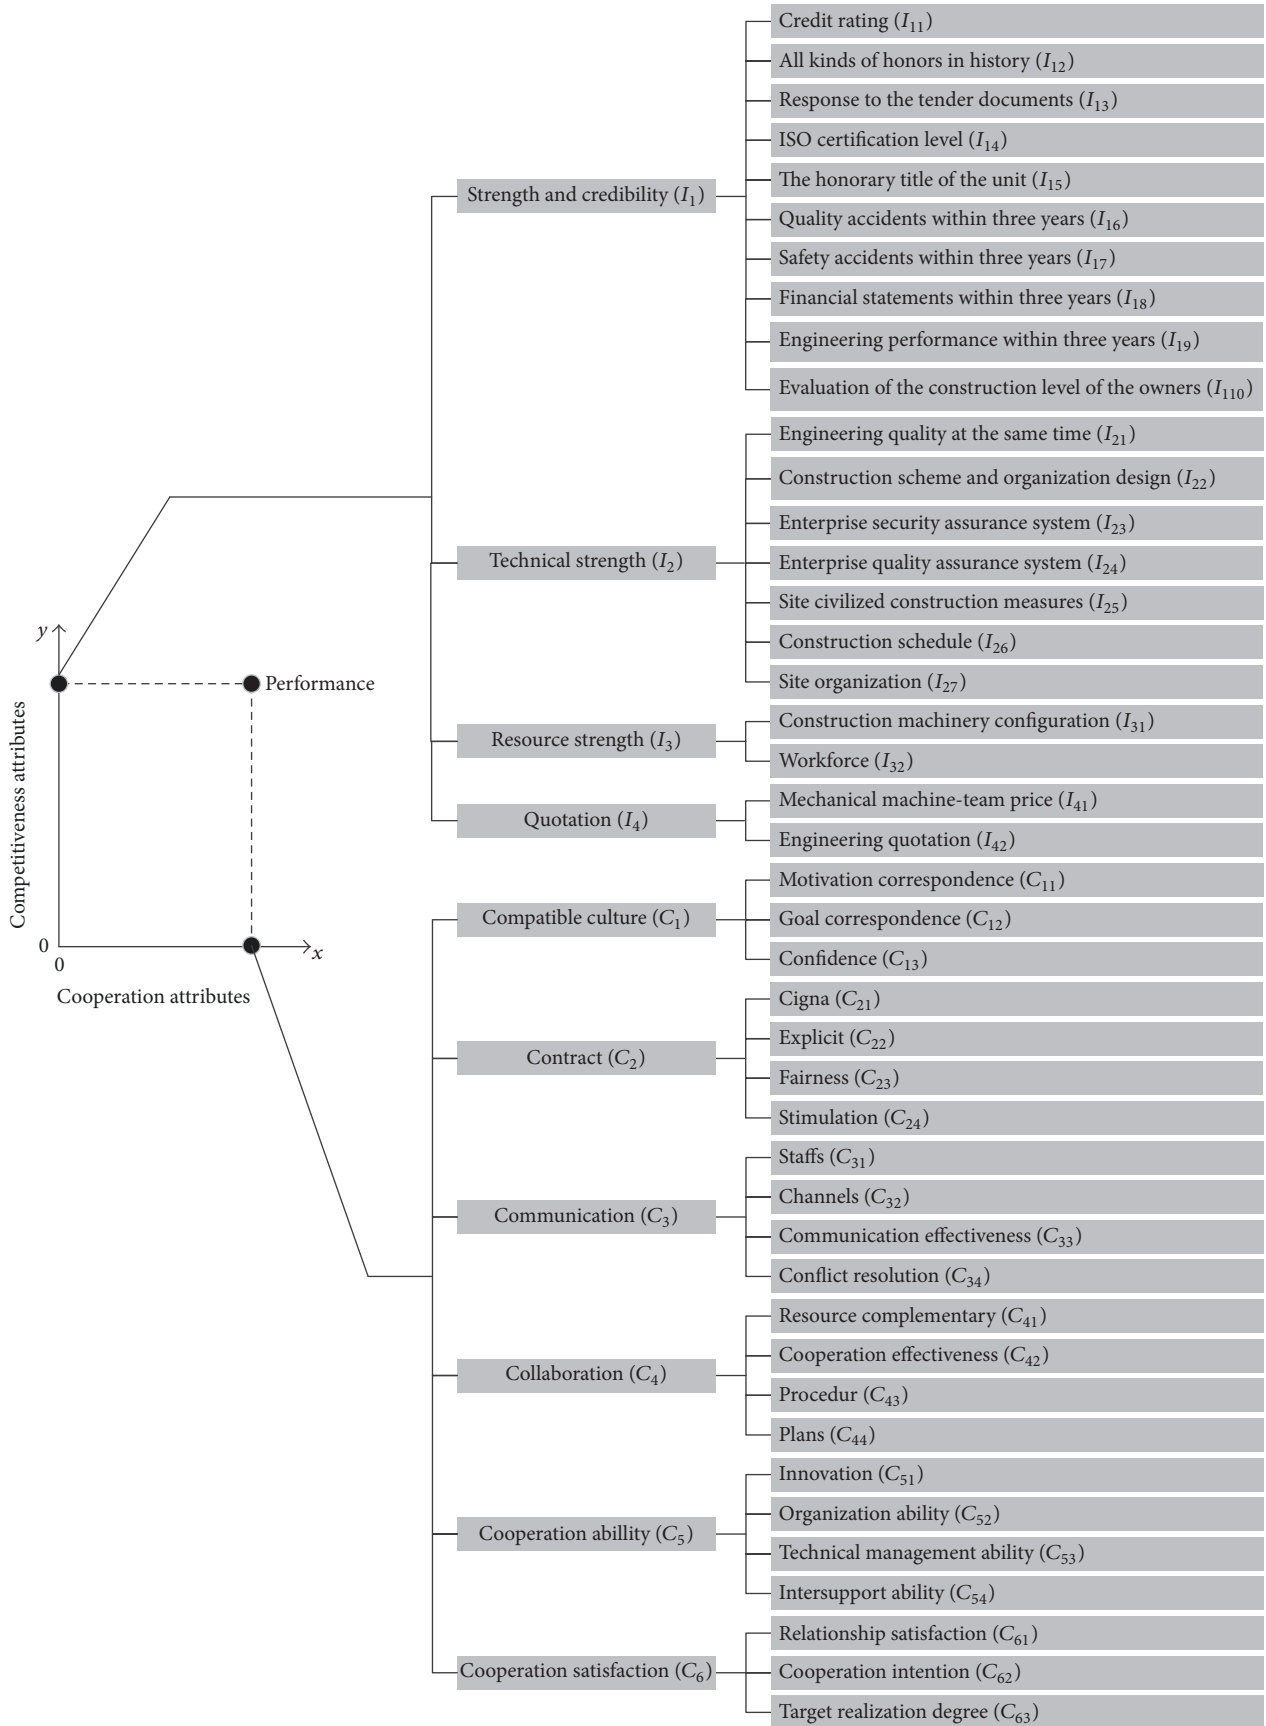 Credit rating (I11)
All kinds of honors in history (I12)
Response to the tender documents (I13)
ISO certification level (I14)
The honorary title of the unit (I15)
Strength and credibility (I1)
Quality accidents within three years (I16)
Safety accidents within three years (I17)
Financial statements within three years (I18)
Engineering performance within three years (I19)
Evaluation of the construction level of the owners (I110)
Engineering quality at the same time (I21)
Construction scheme and organization design (I22)
Enterprise security assurance system (I23)
Technical strength (I2)
Enterprise quality assurance system (I24)
Site civilized construction measures (I25)
Construction schedule (I26)
Site organization (I27)
y
Performance
Competitiveness attributes
0
0
x
Cooperation attributes
Resource strength (I3)
Construction machinery configuration (I31)
Workforce (I32)
Quotation (I4)
Mechanical machine-team price (I41)
Engineering quotation (I42)
Compatible culture (C1)
Motivation correspondence (C11)
Goal correspondence (C12)
Confidence (C13)
Contract (C2)
Cigna (C21)
Explicit (C22)
Fairness (C23)
Stimulation (C24)
Communication (C3)
Staffs (C31)
Channels (C32)
Communication effectiveness (C33)
Conflict resolution (C34)
Collaboration (C4)
Resource complementary (C41)
Cooperation effectiveness (C42)
Procedur (C43)
Plans (C44)
Cooperation abillity (C5)
Innovation (C51)
Organization ability (C52)
Technical management ability (C53)
Intersupport ability (C54)
Cooperation satisfaction (C6)
Relationship satisfaction (C61)
Cooperation intention (C62)
Target realization degree (C63)